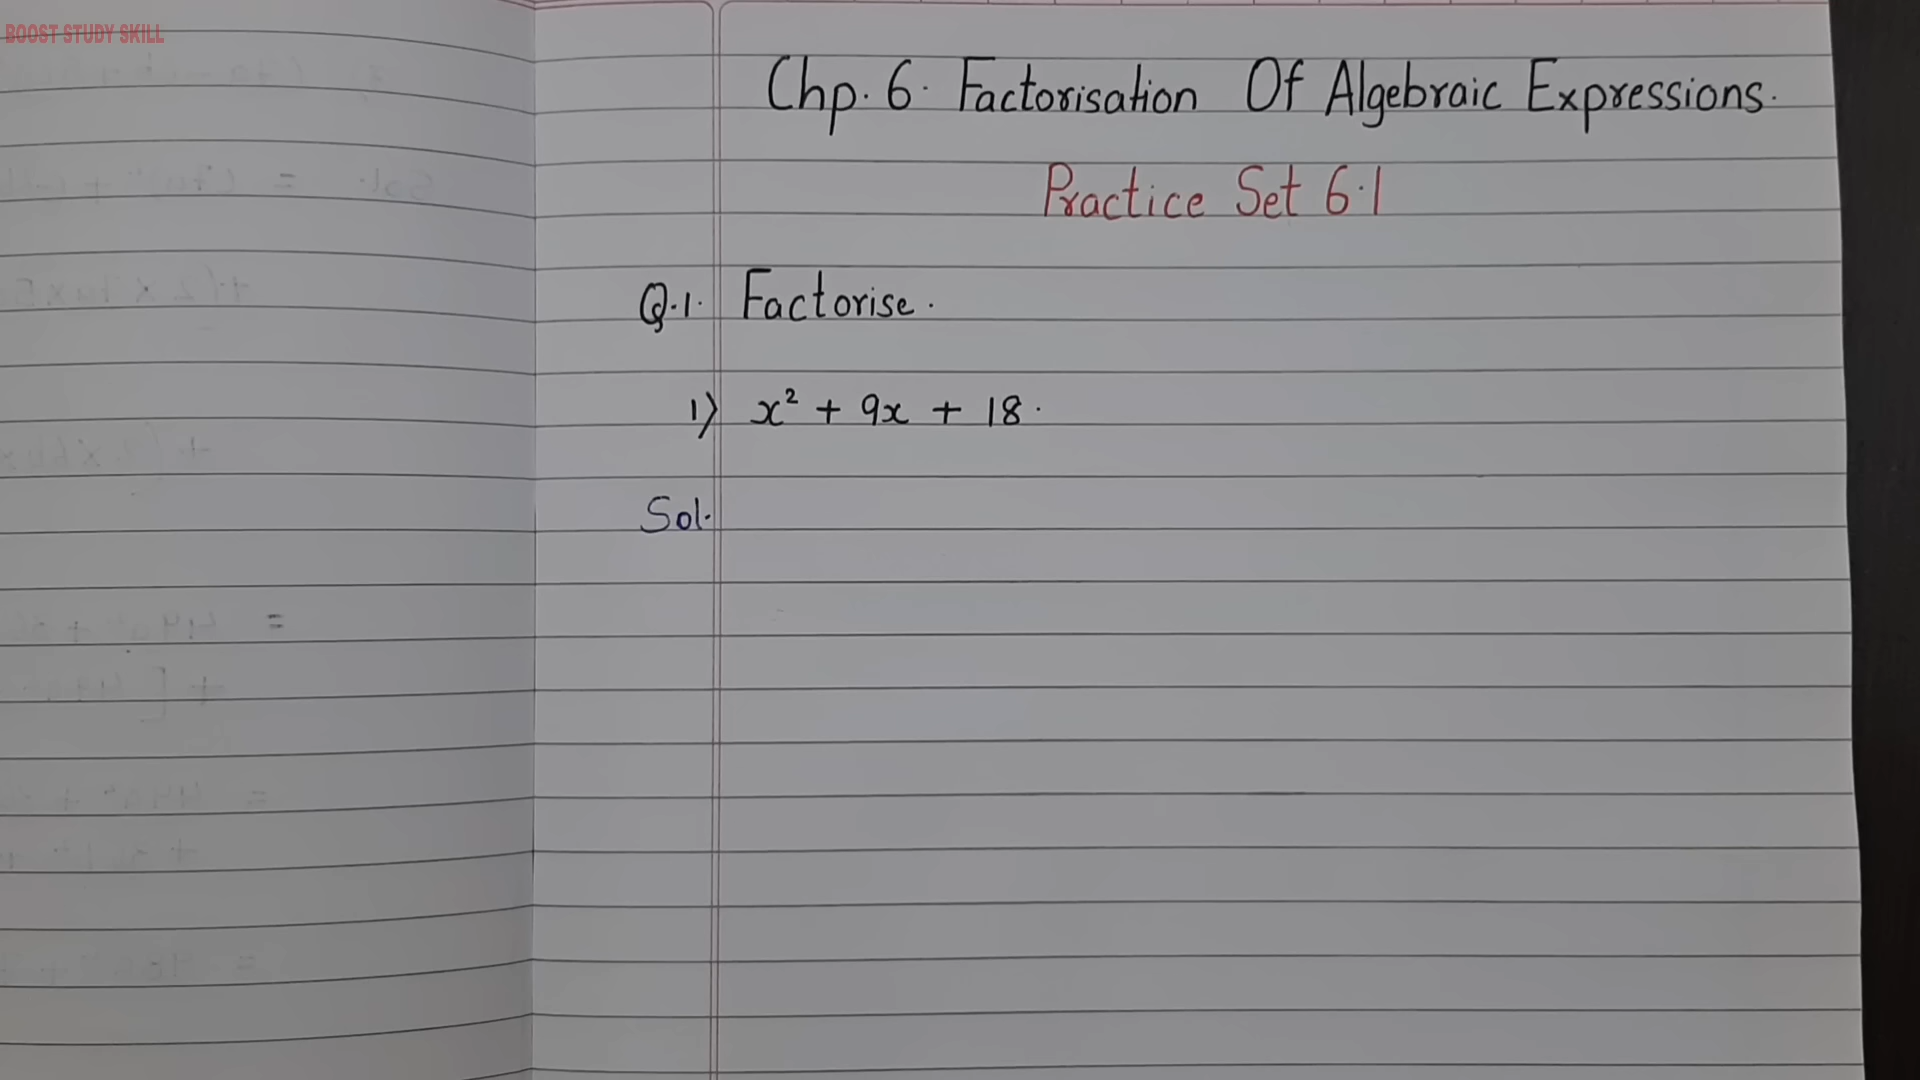 BOOST STUDY SKILL
Chp. 6. Factorisation Of Algebraic Expressions.
Practice Set 6.1
Q.1. Factorise.
1) x² + 9x + 18.
Sol.